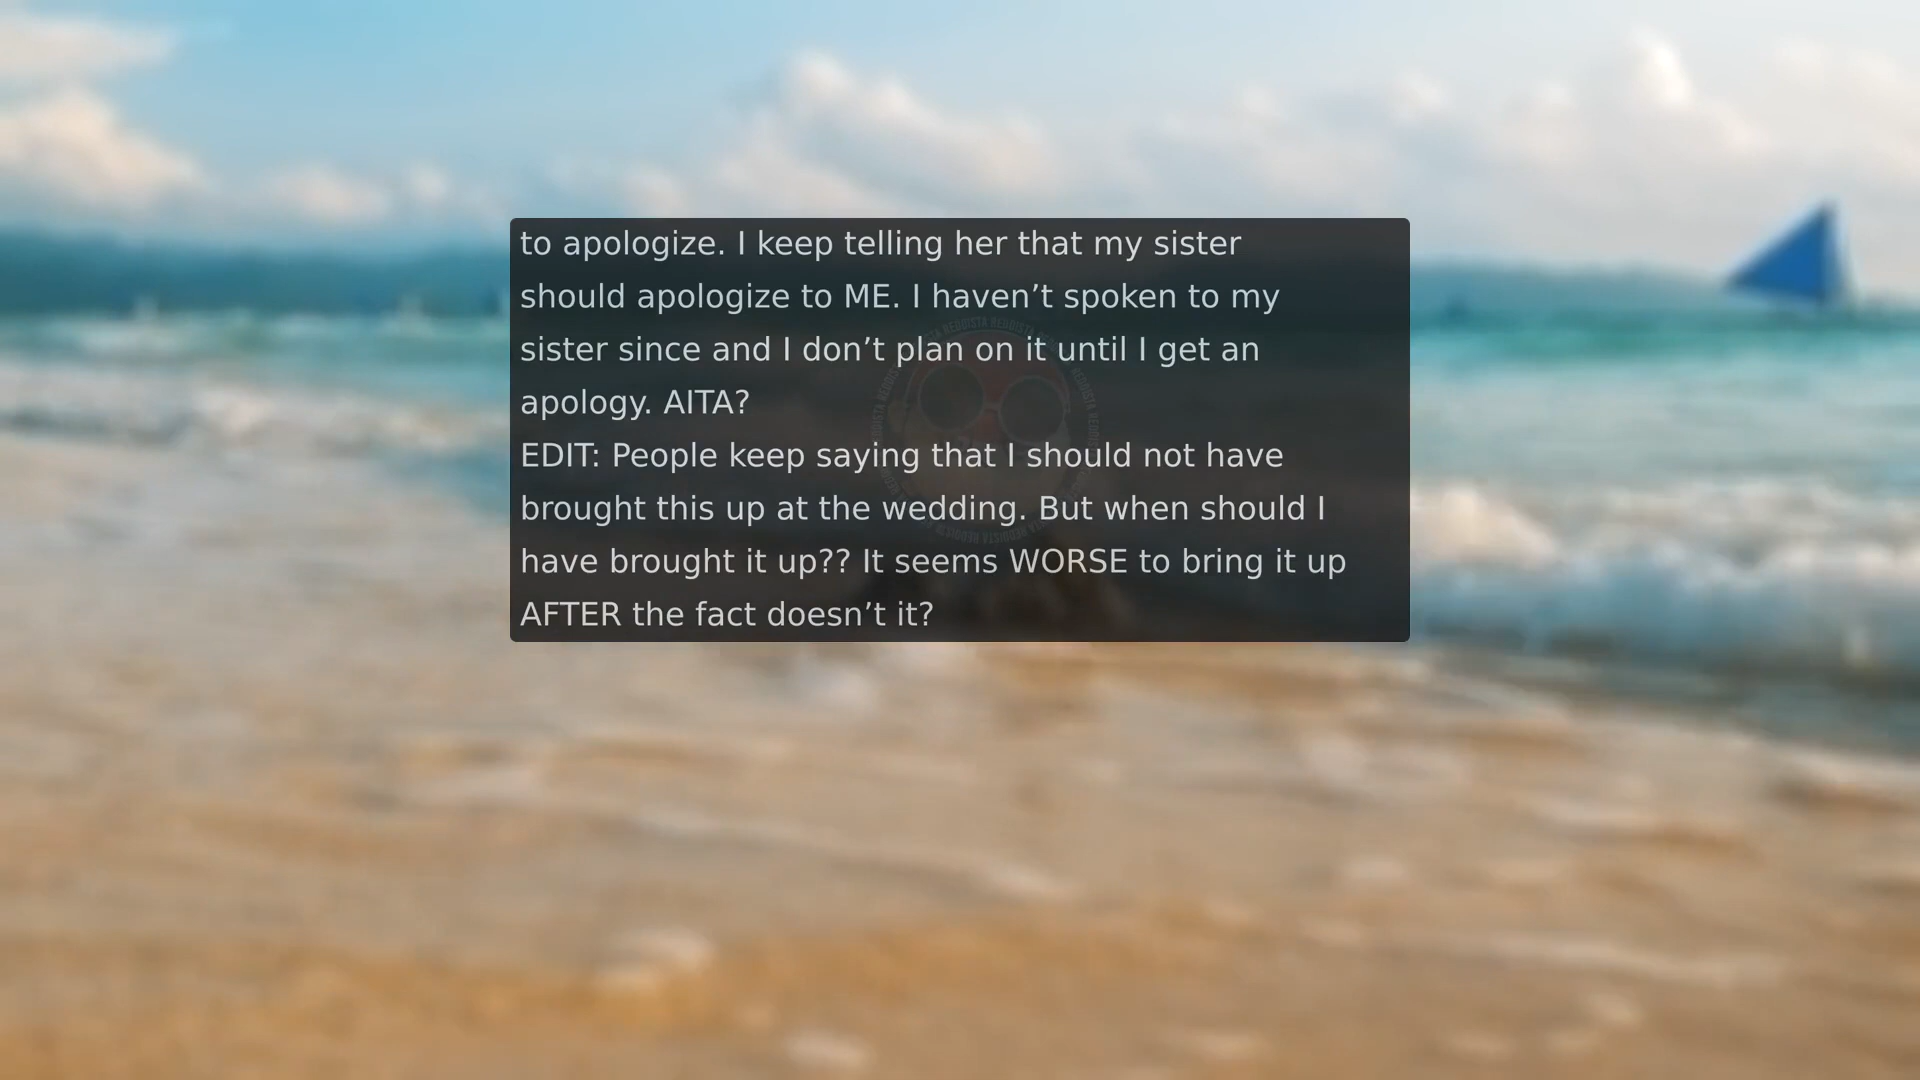 to apologize. I keep telling her that my sister
should apologize to ME. I haven’t spoken to my
sister since and I don’t plan on it until I get an
apology. AITA?
EDIT: People keep saying that I should not have
brought this up at the wedding. But when should I
have brought it up?? It seems WORSE to bring it up
AFTER the fact doesn’t it?